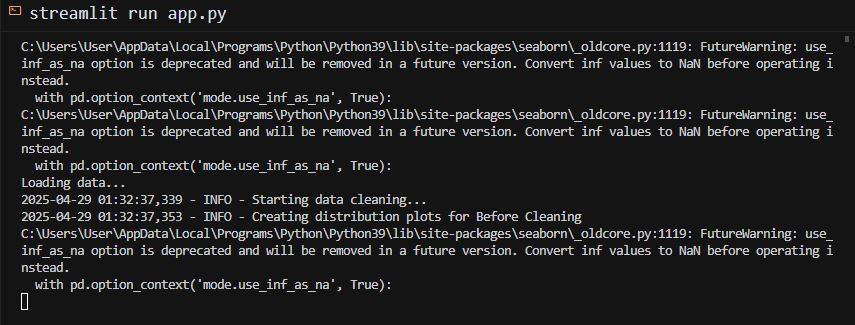 streamlit run app.py
C:\Users\User\AppData\Local\Programs\Python\Python39\lib\site-packages\seaborn\_oldcore.py:1119: FutureWarning: use_
inf_as_na option is deprecated and will be removed in a future version. Convert inf values to NaN before operating i
nstead.
  with pd.option_context('mode.use_inf_as_na', True):
C:\Users\User\AppData\Local\Programs\Python\Python39\lib\site-packages\seaborn\_oldcore.py:1119: FutureWarning: use_
inf_as_na option is deprecated and will be removed in a future version. Convert inf values to NaN before operating i
nstead.
  with pd.option_context('mode.use_inf_as_na', True):
Loading data...
2025-04-29 01:32:37,339 - INFO - Starting data cleaning...
2025-04-29 01:32:37,353 - INFO - Creating distribution plots for Before Cleaning
C:\Users\User\AppData\Local\Programs\Python\Python39\lib\site-packages\seaborn\_oldcore.py:1119: FutureWarning: use_
inf_as_na option is deprecated and will be removed in a future version. Convert inf values to NaN before operating i
nstead.
  with pd.option_context('mode.use_inf_as_na', True):